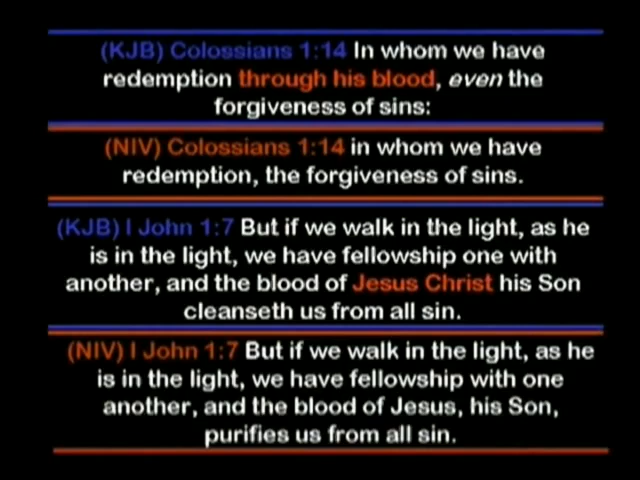 (KJB) Colossians 1:14 In whom we have
redemption through his blood, even the
forgiveness of sins:
(NIV) Colossians 1:14 in whom we have
redemption, the forgiveness of sins.
(KJB) I John 1:7 But if we walk in the light, as he
is in the light, we have fellowship one with
another, and the blood of Jesus Christ his Son
cleanseth us from all sin.
(NIV) I John 1:7 But if we walk in the light, as he
is in the light, we have fellowship with one
another, and the blood of Jesus, his Son,
purifies us from all sin.